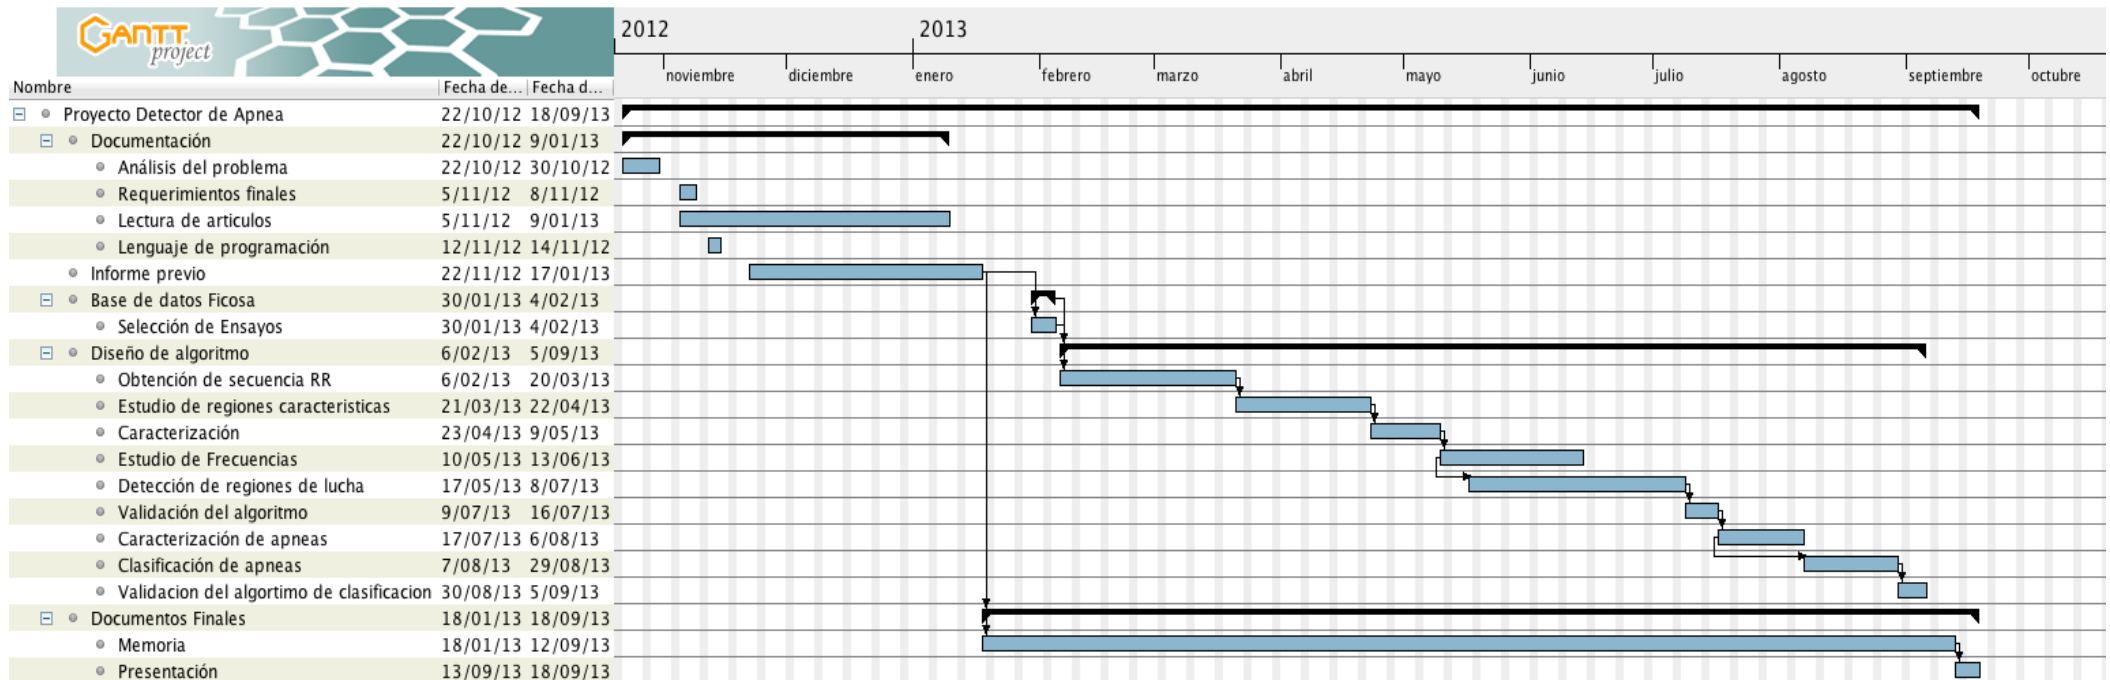 GANTT
project
2012 2013
noviembre diciembre enero febrero marzo abril mayo junio julio agosto septiembre octubre
Nombre Fecha de... Fecha d...
Proyecto Detector de Apnea 22/10/12 18/09/13
Documentación 22/10/12 9/01/13
Análisis del problema 22/10/12 30/10/12
Requerimientos finales 5/11/12 8/11/12
Lectura de articulos 5/11/12 9/01/13
Lenguaje de programación 12/11/12 14/11/12
Informe previo 22/11/12 17/01/13
Base de datos Ficosa 30/01/13 4/02/13
Selección de Ensayos 30/01/13 4/02/13
Diseño de algoritmo 6/02/13 5/09/13
Obtención de secuencia RR 6/02/13 20/03/13
Estudio de regiones caracteristicas 21/03/13 22/04/13
Caracterización 23/04/13 9/05/13
Estudio de Frecuencias 10/05/13 13/06/13
Detección de regiones de lucha 17/05/13 8/07/13
Validación del algoritmo 9/07/13 16/07/13
Caracterización de apneas 17/07/13 6/08/13
Clasificación de apneas 7/08/13 29/08/13
Validacion del algortimo de clasificacion 30/08/13 5/09/13
Documentos Finales 18/01/13 18/09/13
Memoria 18/01/13 12/09/13
Presentación 13/09/13 18/09/13